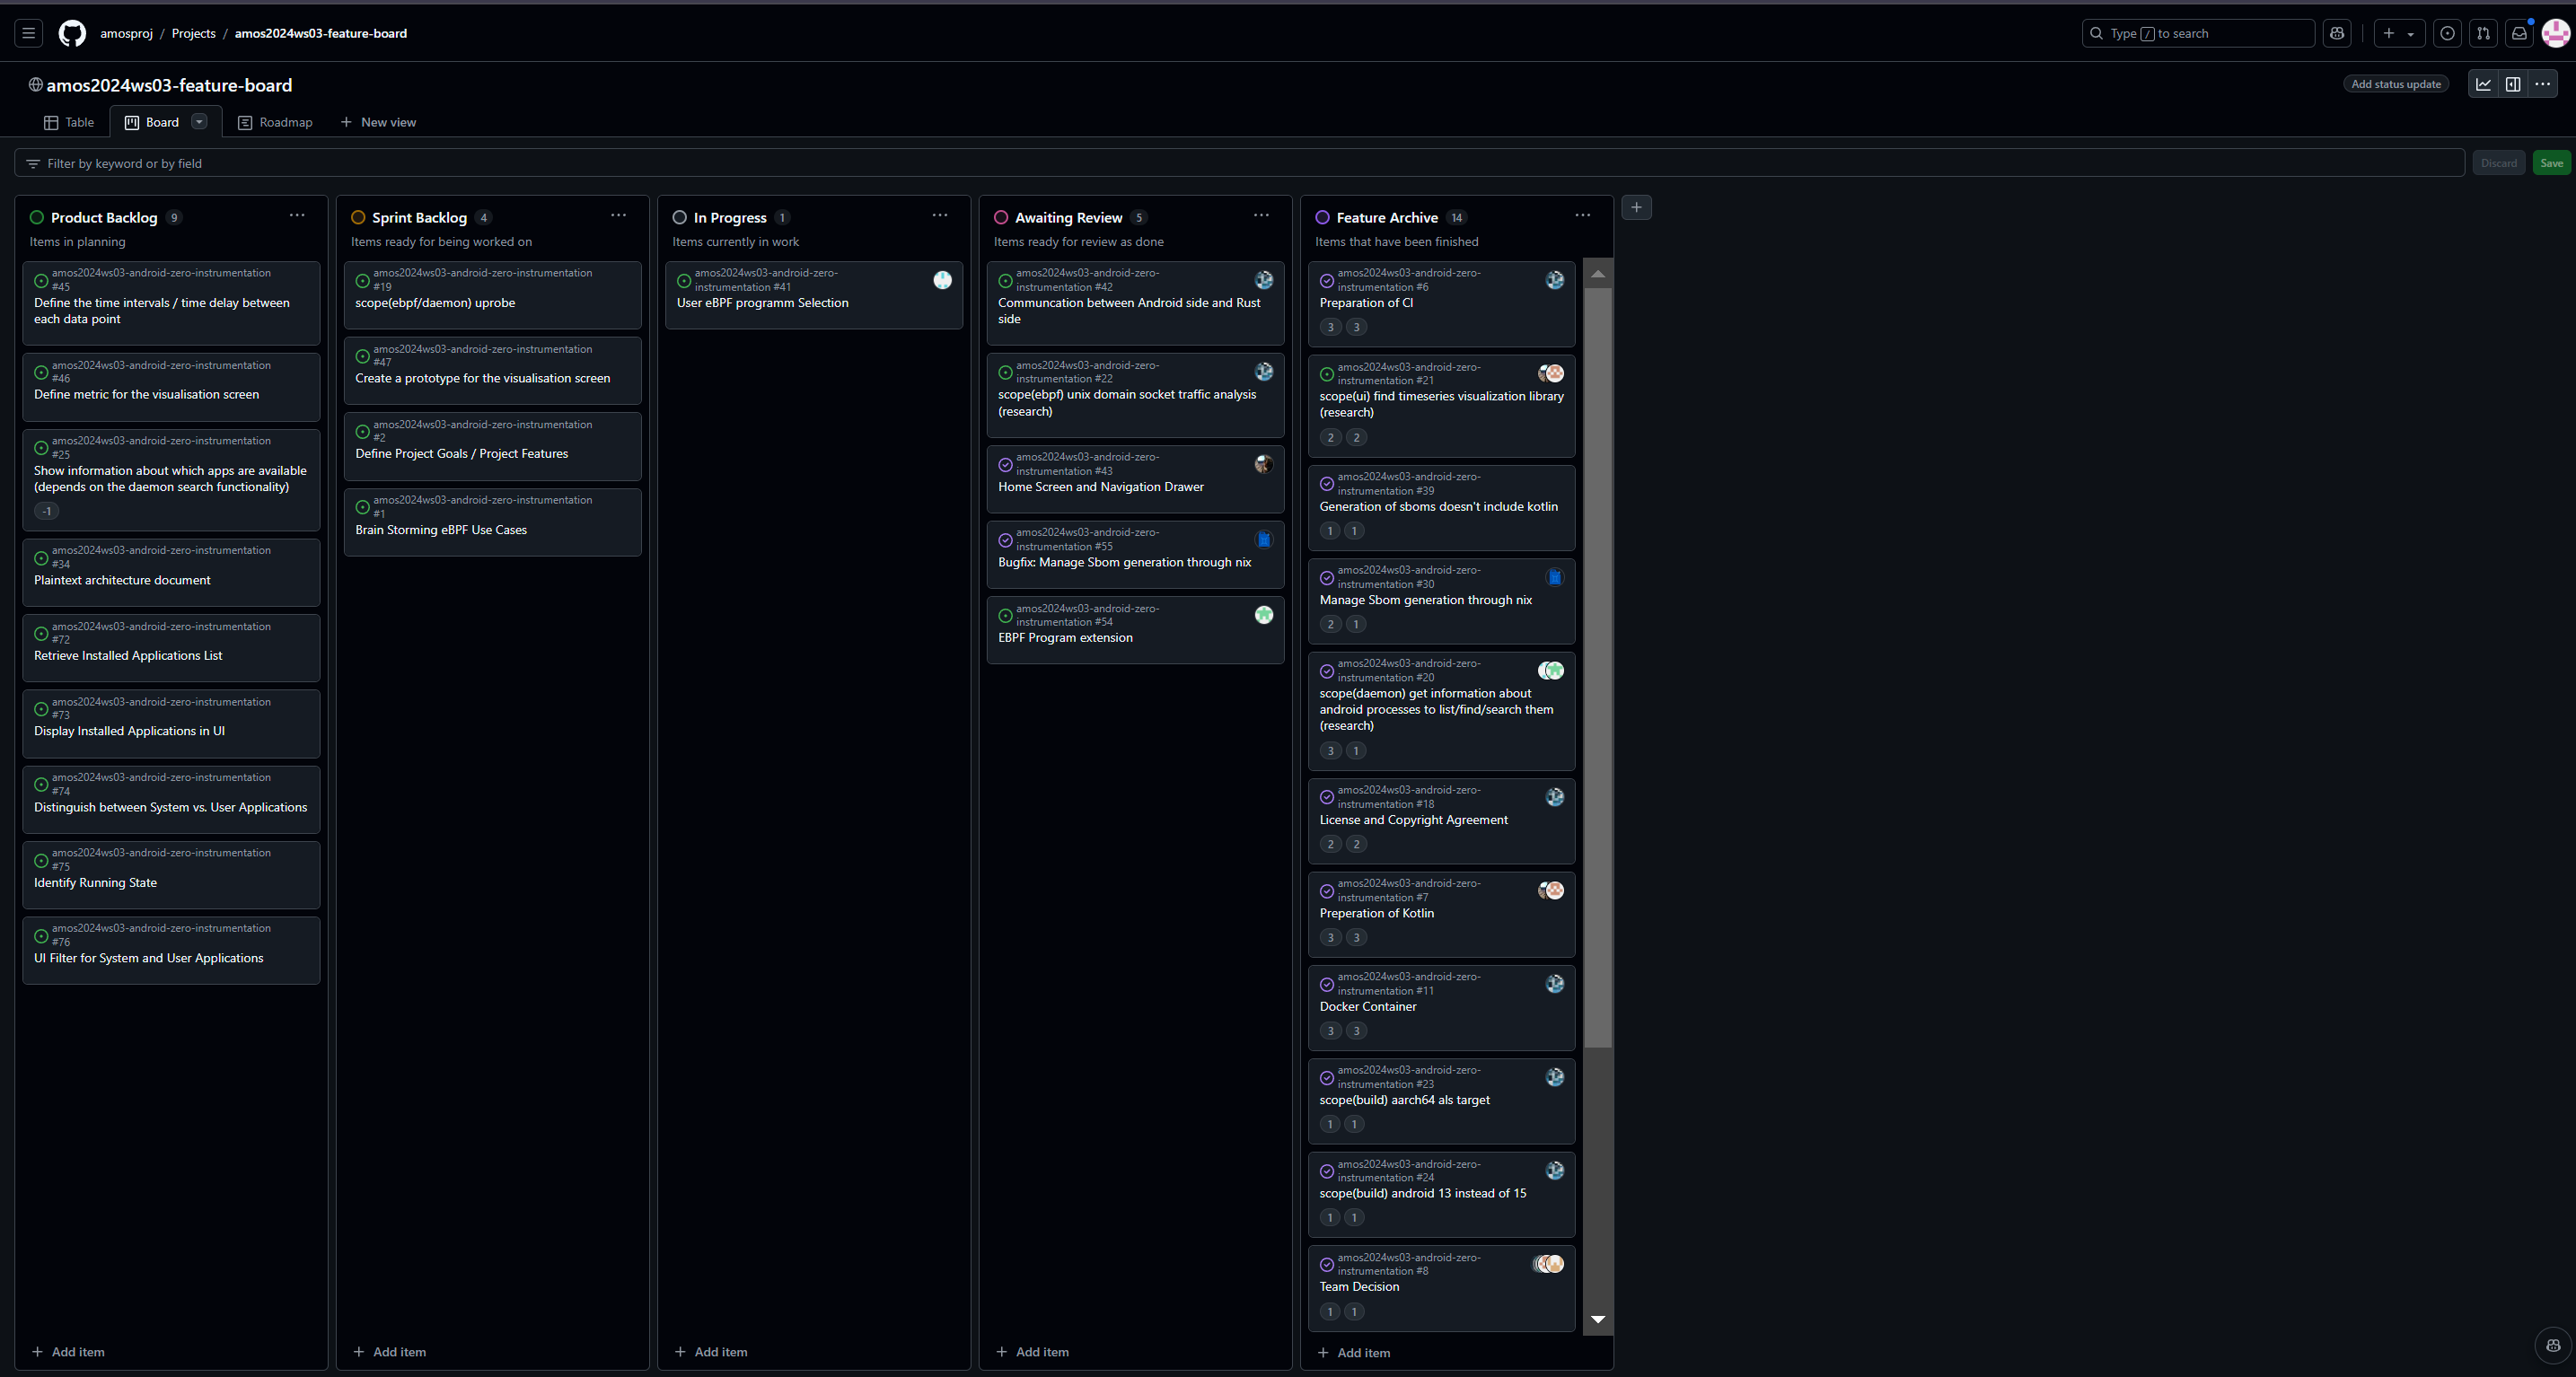 amosproj / Projects / amos2024ws03-feature-board
Type / to search
amos2024ws03-feature-board
Add status update
Table
Board
Roadmap
New view
Filter by keyword or by field
Discard
Save
Product Backlog 9
Items in planning
amos2024ws03-android-zero-instrumentation
#45
Define the time intervals / time delay between
each data point
amos2024ws03-android-zero-instrumentation
#46
Define metric for the visualisation screen
amos2024ws03-android-zero-instrumentation
#25
Show information about which apps are available
(depends on the daemon search functionality)
-1
amos2024ws03-android-zero-instrumentation
#34
Plaintext architecture document
amos2024ws03-android-zero-instrumentation
#72
Retrieve Installed Applications List
amos2024ws03-android-zero-instrumentation
#73
Display Installed Applications in UI
amos2024ws03-android-zero-instrumentation
#74
Distinguish between System vs. User Applications
amos2024ws03-android-zero-instrumentation
#75
Identify Running State
amos2024ws03-android-zero-instrumentation
#76
UI Filter for System and User Applications
Add item
Sprint Backlog 4
Items ready for being worked on
amos2024ws03-android-zero-instrumentation
#19
scope(ebpf/daemon) uprobe
amos2024ws03-android-zero-instrumentation
#47
Create a prototype for the visualisation screen
amos2024ws03-android-zero-instrumentation
#2
Define Project Goals / Project Features
amos2024ws03-android-zero-instrumentation
#1
Brain Storming eBPF Use Cases
Add item
In Progress 1
Items currently in work
amos2024ws03-android-zero-
instrumentation #41
User eBPF programm Selection
Add item
Awaiting Review 5
Items ready for review as done
amos2024ws03-android-zero-
instrumentation #42
Communcation between Android side and Rust
side
amos2024ws03-android-zero-
instrumentation #22
scope(ebpf) unix domain socket traffic analysis
(research)
amos2024ws03-android-zero-
instrumentation #43
Home Screen and Navigation Drawer
amos2024ws03-android-zero-
instrumentation #55
Bugfix: Manage Sbom generation through nix
amos2024ws03-android-zero-
instrumentation #54
EBPF Program extension
Add item
Feature Archive 14
Items that have been finished
amos2024ws03-android-zero-
instrumentation #6
Preparation of CI
3 3
amos2024ws03-android-zero-
instrumentation #21
scope(ui) find timeseries visualization library
(research)
2 2
amos2024ws03-android-zero-
instrumentation #39
Generation of sboms doesn't include kotlin
1 1
amos2024ws03-android-zero-
instrumentation #30
Manage Sbom generation through nix
2 1
amos2024ws03-android-zero-
instrumentation #20
scope(daemon) get information about
android processes to list/find/search them
(research)
3 1
amos2024ws03-android-zero-
instrumentation #18
License and Copyright Agreement
2 2
amos2024ws03-android-zero-
instrumentation #7
Preperation of Kotlin
3 3
amos2024ws03-android-zero-
instrumentation #11
Docker Container
3 3
amos2024ws03-android-zero-
instrumentation #23
scope(build) aarch64 als target
1 1
amos2024ws03-android-zero-
instrumentation #24
scope(build) android 13 instead of 15
1 1
amos2024ws03-android-zero-
instrumentation #8
Team Decision
1 1
Add item